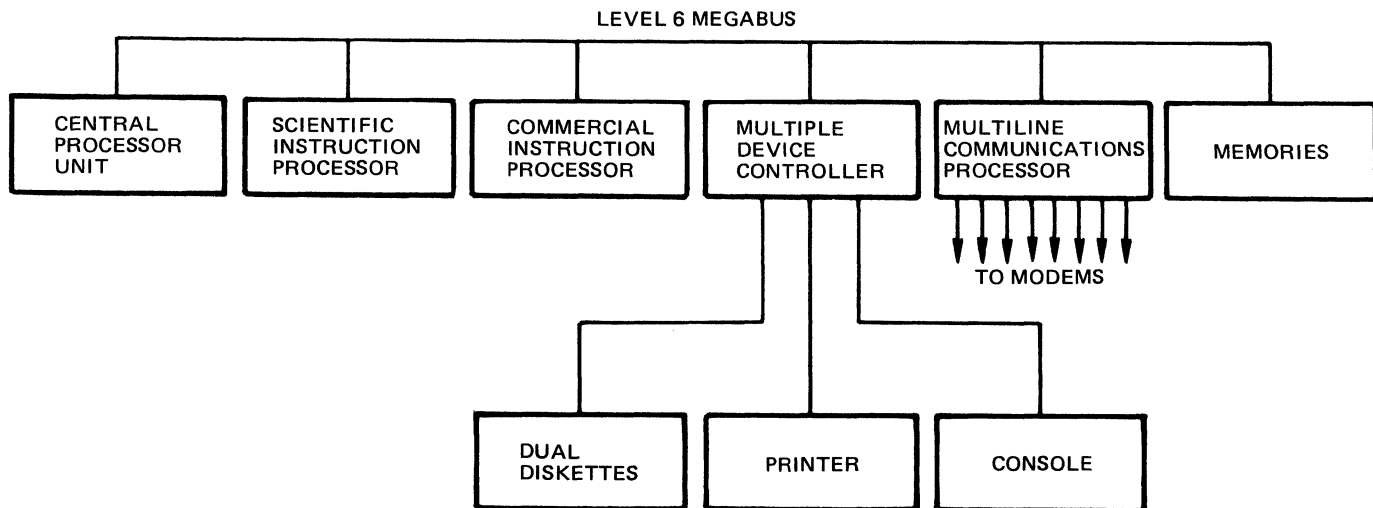 LEVEL 6 MEGABUS
CENTRAL
PROCESSOR
UNIT
SCIENTIFIC
INSTRUCTION
PROCESSOR
COMMERCIAL
INSTRUCTION
PROCESSOR
MULTIPLE
DEVICE
CONTROLLER
MULTILINE
COMMUNICATIONS
PROCESSOR
MEMORIES
TO MODEMS
DUAL
DISKETTES
PRINTER
CONSOLE